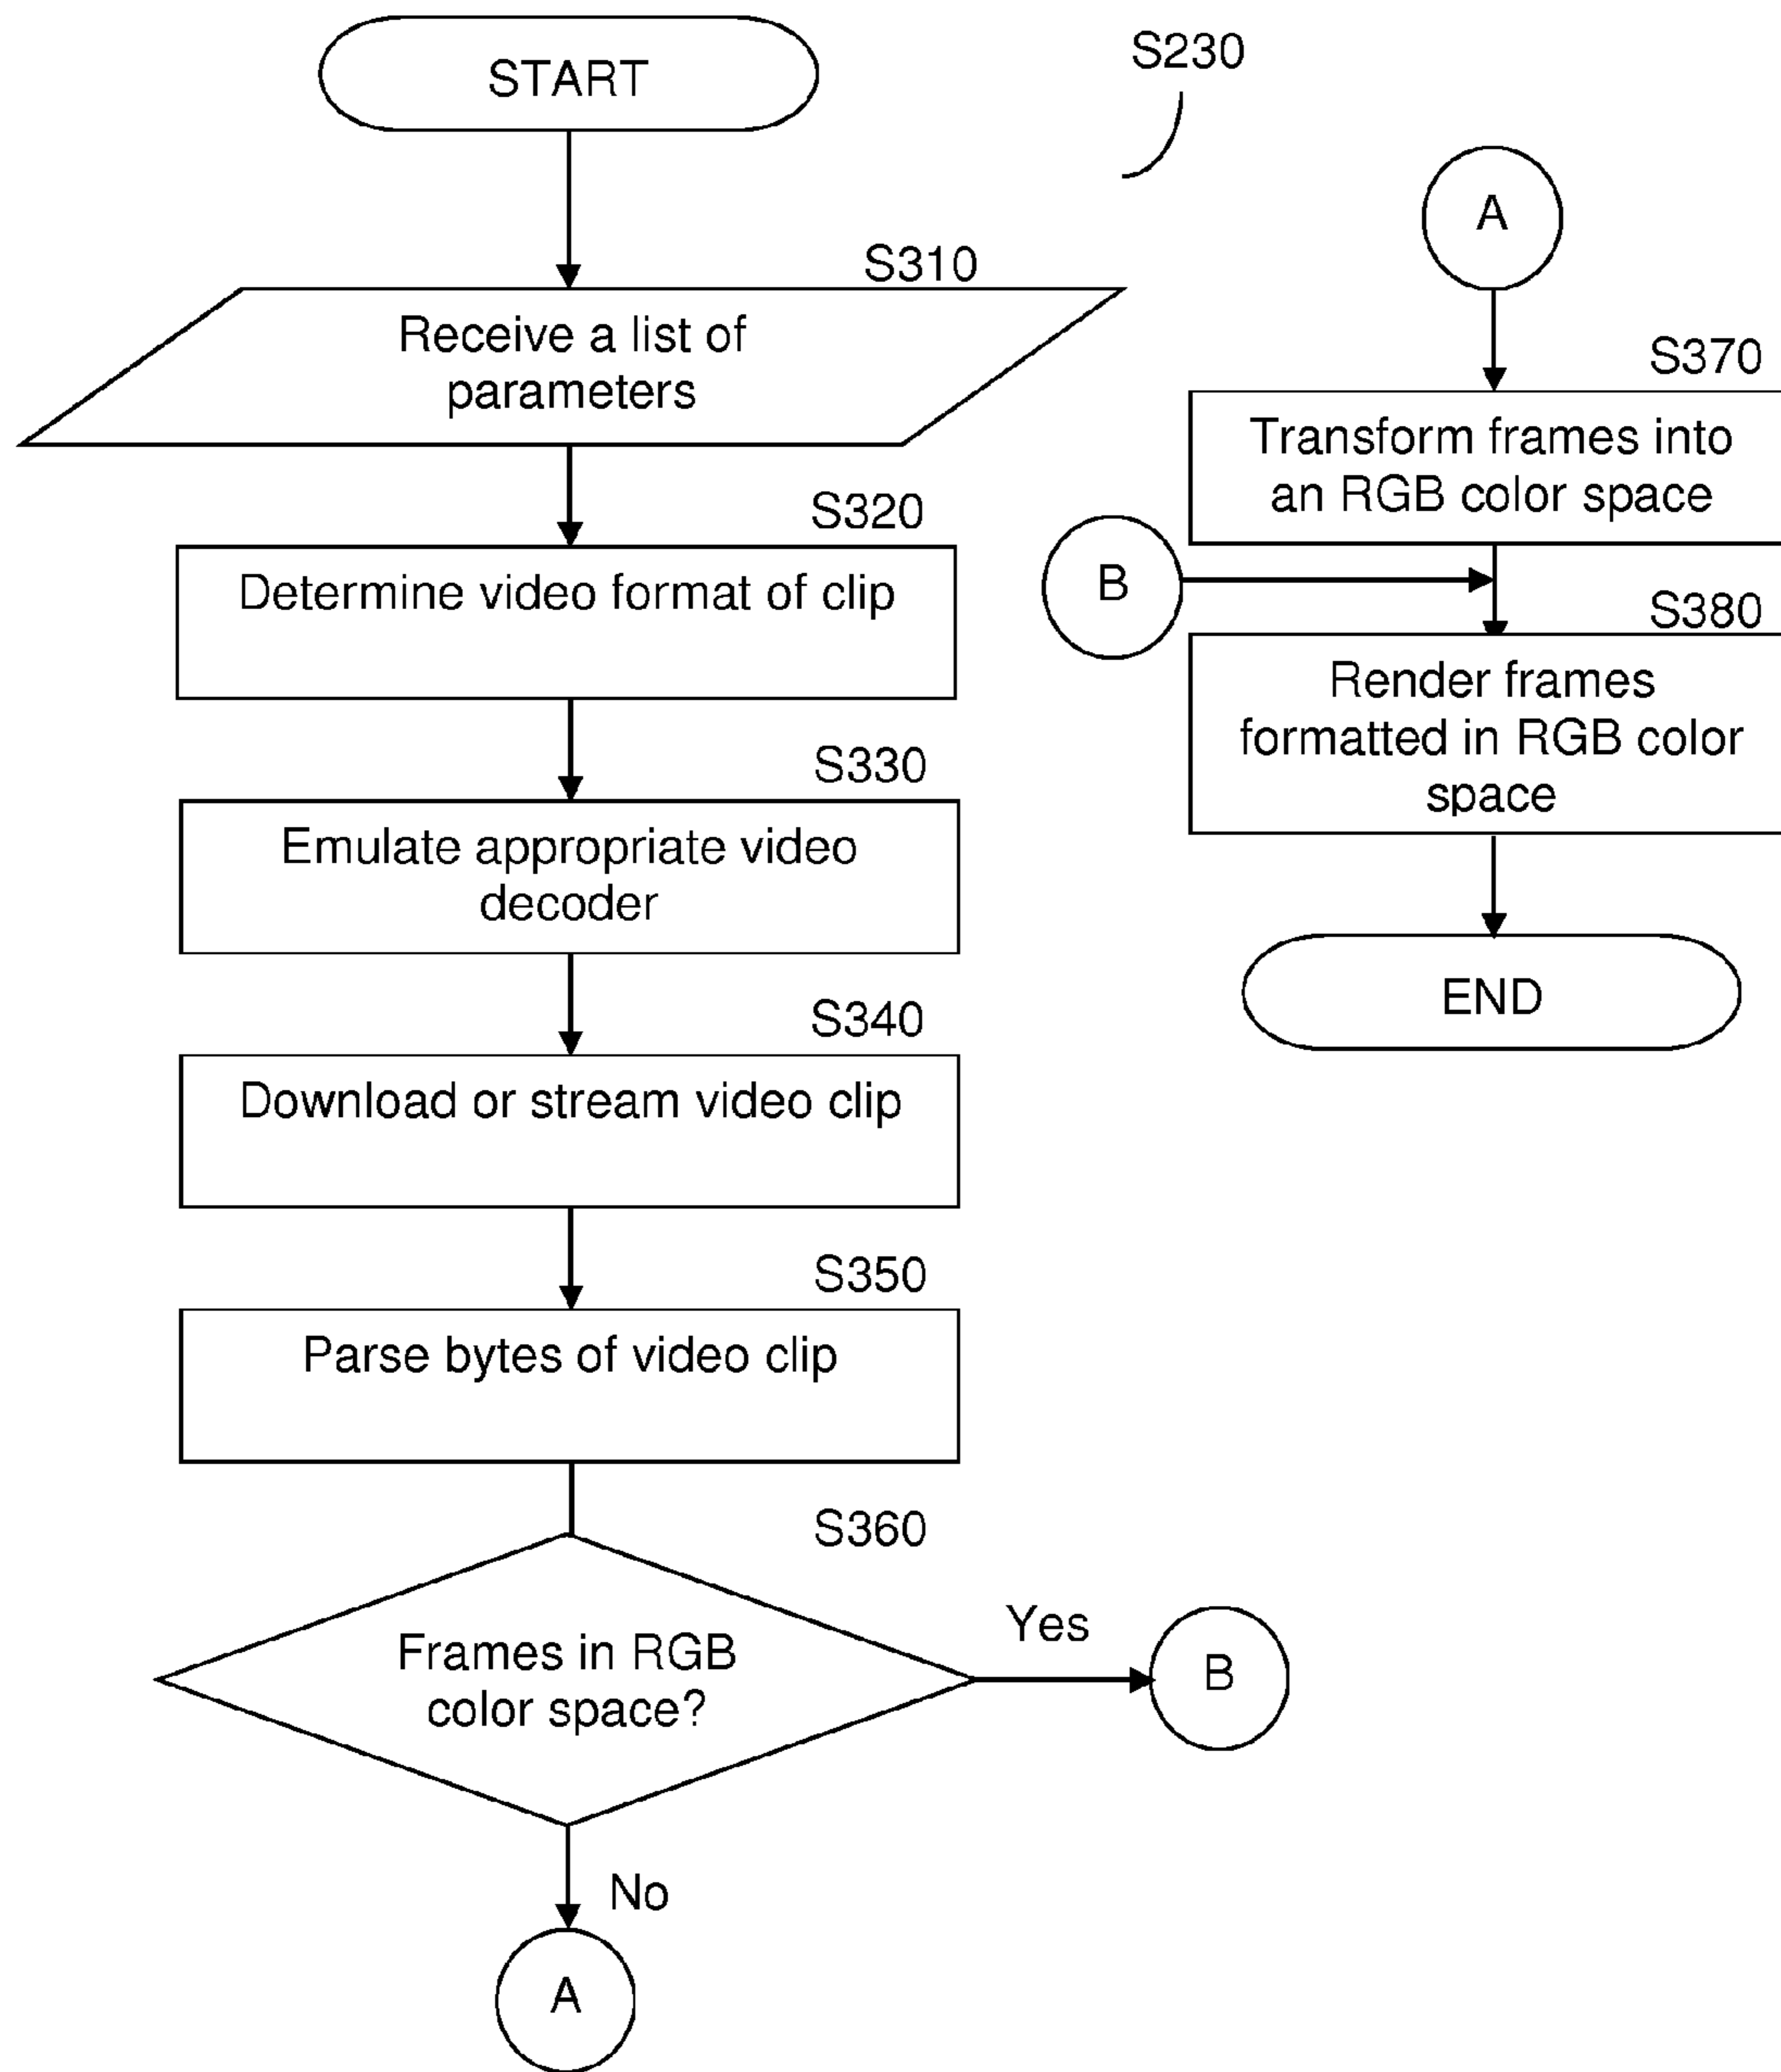 START
S230
S310
Receive a list of
parameters
S320
Determine video format of clip
S330
Emulate appropriate video
decoder
S340
Download or stream video clip
S350
Parse bytes of video clip
S360
Frames in RGB
color space?
Yes
B
No
A
A
S370
Transform frames into
an RGB color space
B
S380
Render frames
formatted in RGB color
space
END